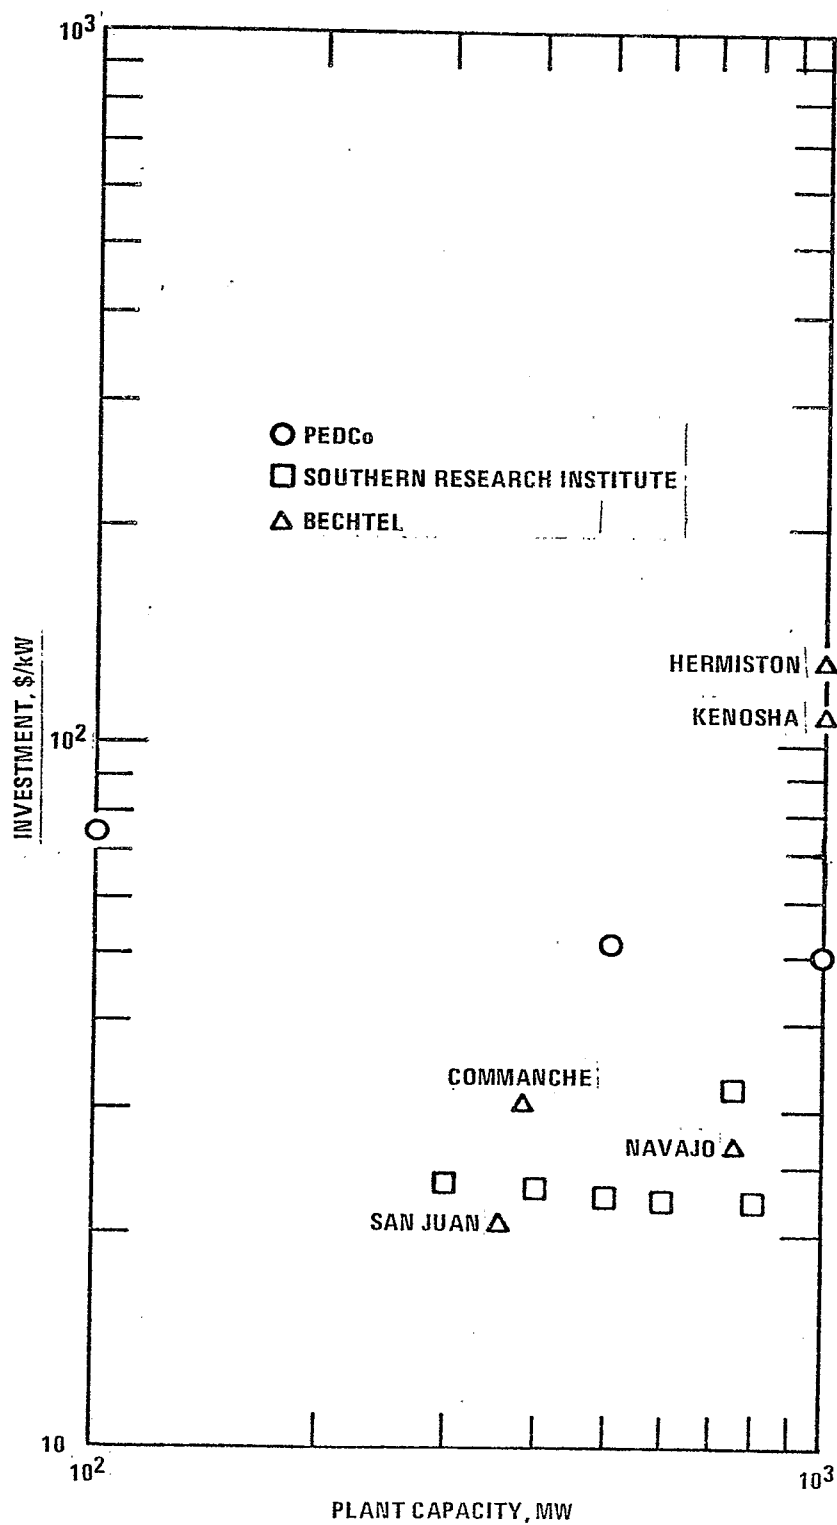 10³
PEDCo
SOUTHERN RESEARCH INSTITUTE
BECHTEL
HERMISTON
KENOSHA
INVESTMENT, $/kW
10²
COMMANCHE
NAVAJO
SAN JUAN
10
10²
10³
PLANT CAPACITY, MW